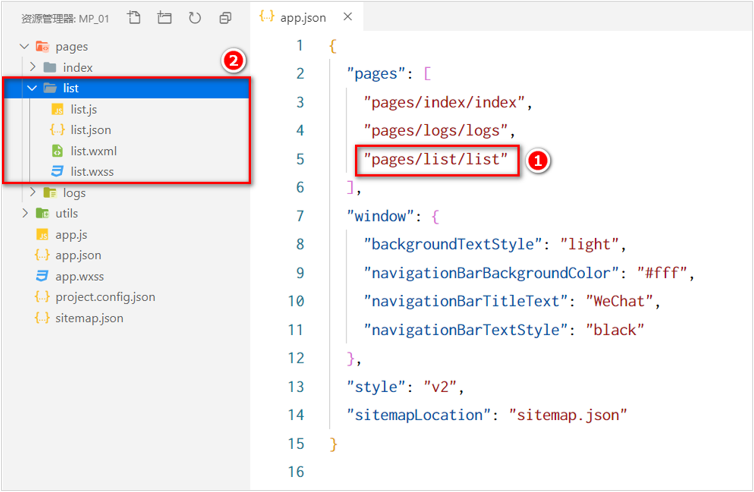 资源管理器: MP_01
pages
index
2
list
list.js
list.json
list.wxml
list.wxss
logs
utils
app.js
app.json
app.wxss
project.config.json
sitemap.json
app.json
1 {
2 "pages": [
3 "pages/index/index",
4 "pages/logs/logs",
5 "pages/list/list"
1
6 ],
7 "window": {
8 "backgroundTextStyle": "light",
9 "navigationBarBackgroundColor": "#fff",
10 "navigationBarTitleText": "WeChat",
11 "navigationBarTextStyle": "black"
12 },
13 "style": "v2",
14 "sitemapLocation": "sitemap.json"
15 }
16